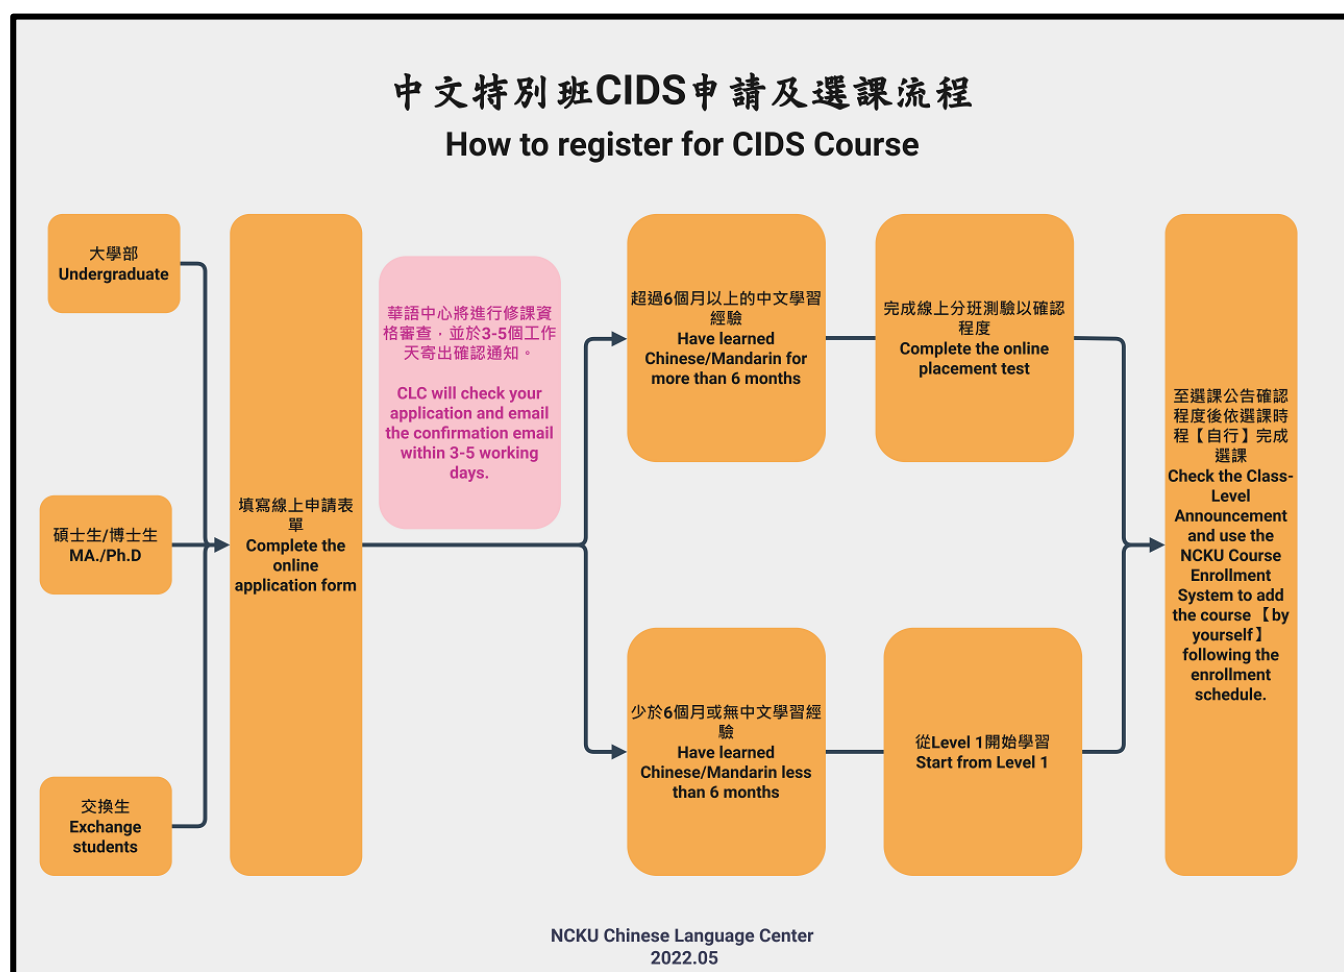 中文特別班CIDS申請及選課流程
How to register for CIDS Course
大學部
Undergraduate
碩士生/博士生
MA./Ph.D
交換生
Exchange
students
填寫線上申請表
單
Complete the
online
application form
華語中心將進行修課資
格審查，並於3-5個工作
天寄出確認通知。
CLC will check your
application and email
the confirmation email
within 3-5 working
days.
超過6個月以上的中文學習
經驗
Have learned
Chinese/Mandarin for
more than 6 months
完成線上分班測驗以確認
程度
Complete the online
placement test
少於6個月或無中文學習經
驗
Have learned
Chinese/Mandarin less
than 6 months
從Level 1開始學習
Start from Level 1
至選課公告確認
程度後依選課時
程【自行】完成
選課
Check the Class-
Level
Announcement
and use the
NCKU Course
Enrollment
System to add
the course 【by
yourself】
following the
enrollment
schedule.
NCKU Chinese Language Center
2022.05